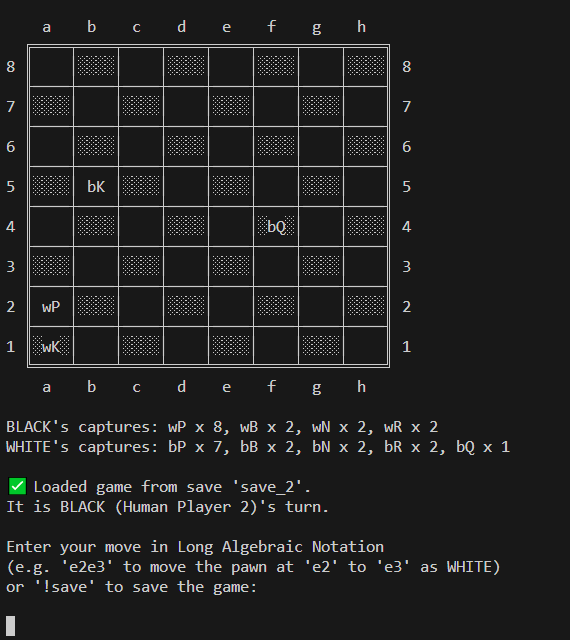 a b c d e f g h
8 8
7 7
6 6
5 bK 5
4 bQ 4
3 3
2 wP 2
1 wK 1
a b c d e f g h
BLACK's captures: wP x 8, wB x 2, wN x 2, wR x 2
WHITE's captures: bP x 7, bB x 2, bN x 2, bR x 2, bQ x 1
✅ Loaded game from save 'save_2'.
It is BLACK (Human Player 2)'s turn.
Enter your move in Long Algebraic Notation
(e.g. 'e2e3' to move the pawn at 'e2' to 'e3' as WHITE)
or '!save' to save the game: